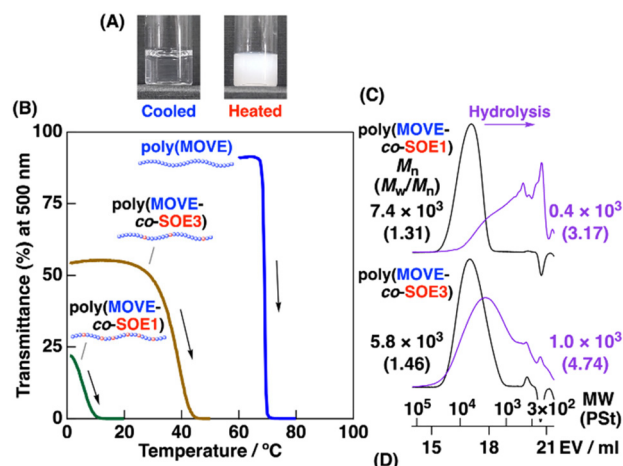 (A)
Cooled
Heated
(B)
Transmittance (%) at 500 nm
100
75
50
25
0
0
20
40
60
80
100
Temperature / °C
poly(MOVE)
poly(MOVE-
co-SOE3)
poly(MOVE-
co-SOE1)
(C)
Hydrolysis
poly(MOVE-
co-SOE1)
Mn
(Mw/Mn)
7.4 × 10³
(1.31)
0.4 × 10³
(3.17)
poly(MOVE-
co-SOE3)
5.8 × 10³
(1.46)
1.0 × 10³
(4.74)
10⁵
10⁴
10³
3×10²
MW
(PSt)
15
18
21
EV / ml
(D)